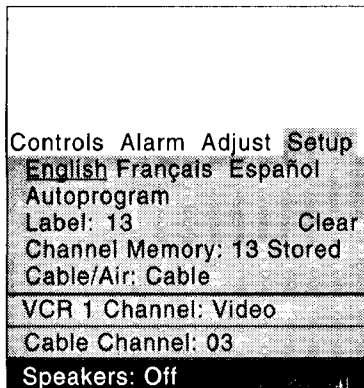 Controls Alarm Adjust Setup
English Français Español
Autoprogram
Label: 13 Clear
Channel Memory: 13 Stored
Cable/Air: Cable
VCR 1 Channel: Video
Cable Channel: 03
Speakers: Off